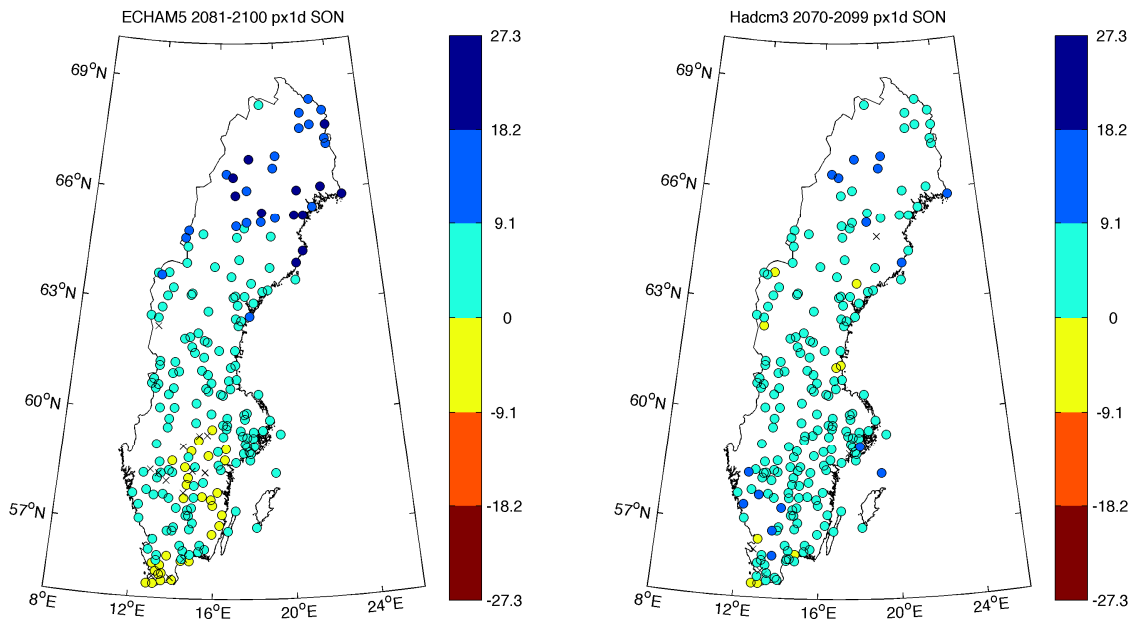 ECHAM5 2081-2100 px1d SON
69°N
66°N
63°N
60°N
57°N
8°E
12°E
16°E
20°E
24°E
27.3
18.2
9.1
0
-9.1
-18.2
-27.3
Hadcm3 2070-2099 px1d SON
69°N
66°N
63°N
60°N
57°N
8°E
12°E
16°E
20°E
24°E
27.3
18.2
9.1
0
-9.1
-18.2
-27.3